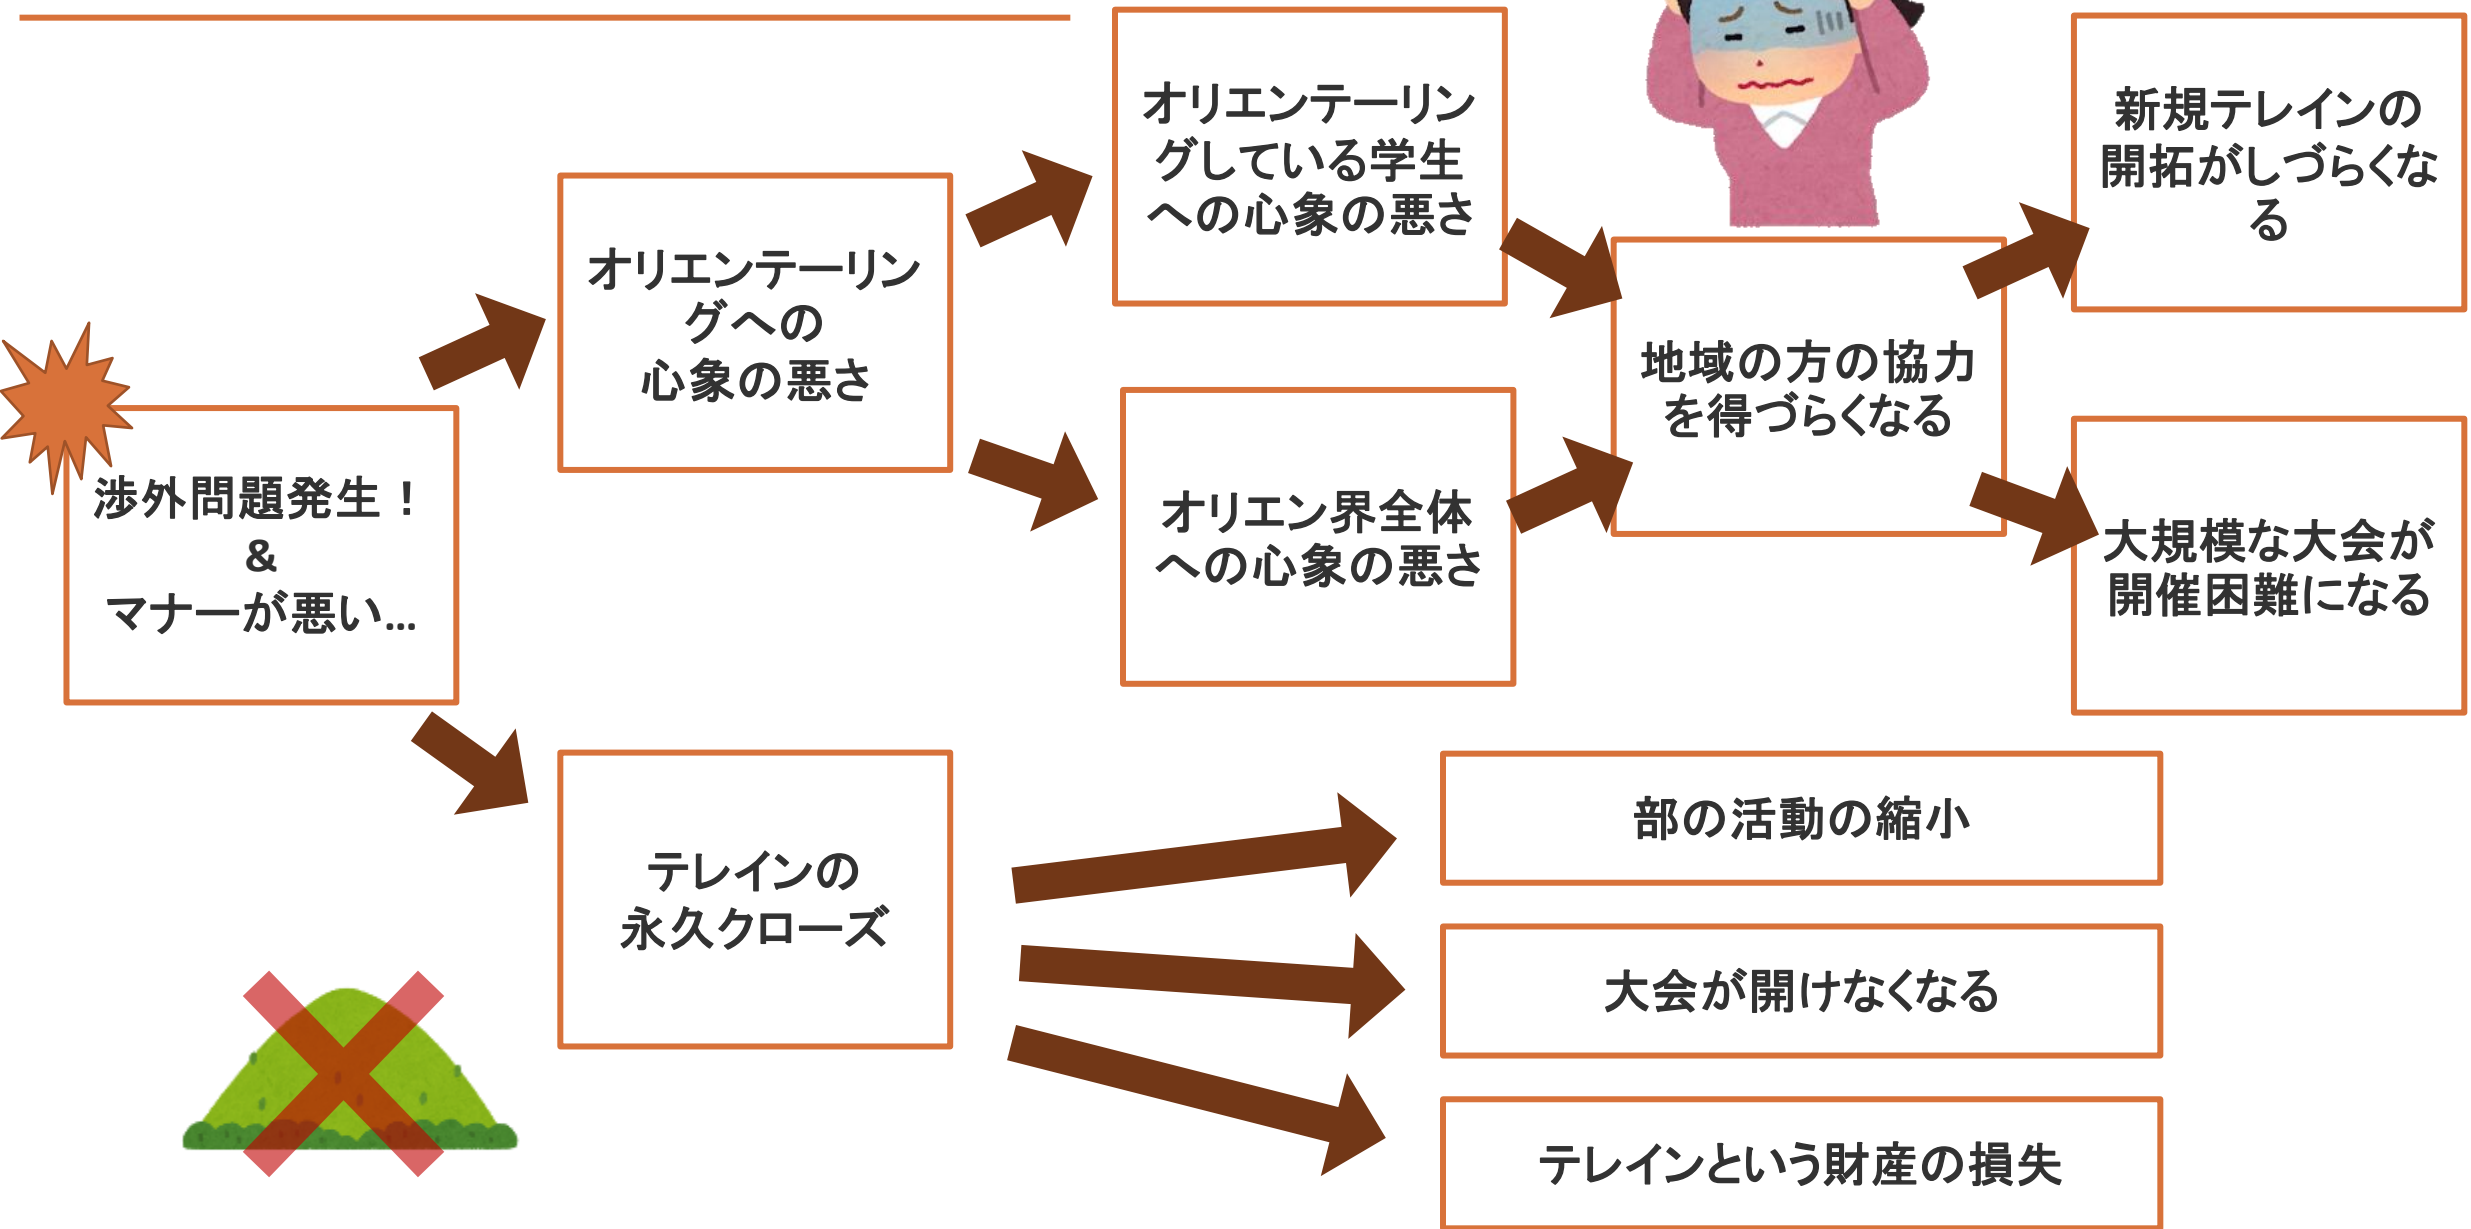 渉外問題発生！
&
マナーが悪い...
オリエンテーリン
グへの
心象の悪さ
オリエンテーリン
グしている学生
への心象の悪さ
オリエン界全体
への心象の悪さ
地域の方の協力
を得づらくなる
新規テレインの
開拓がしづらくな
る
大規模な大会が
開催困難になる
テレインの
永久クローズ
部の活動の縮小
大会が開けなくなる
テレインという財産の損失